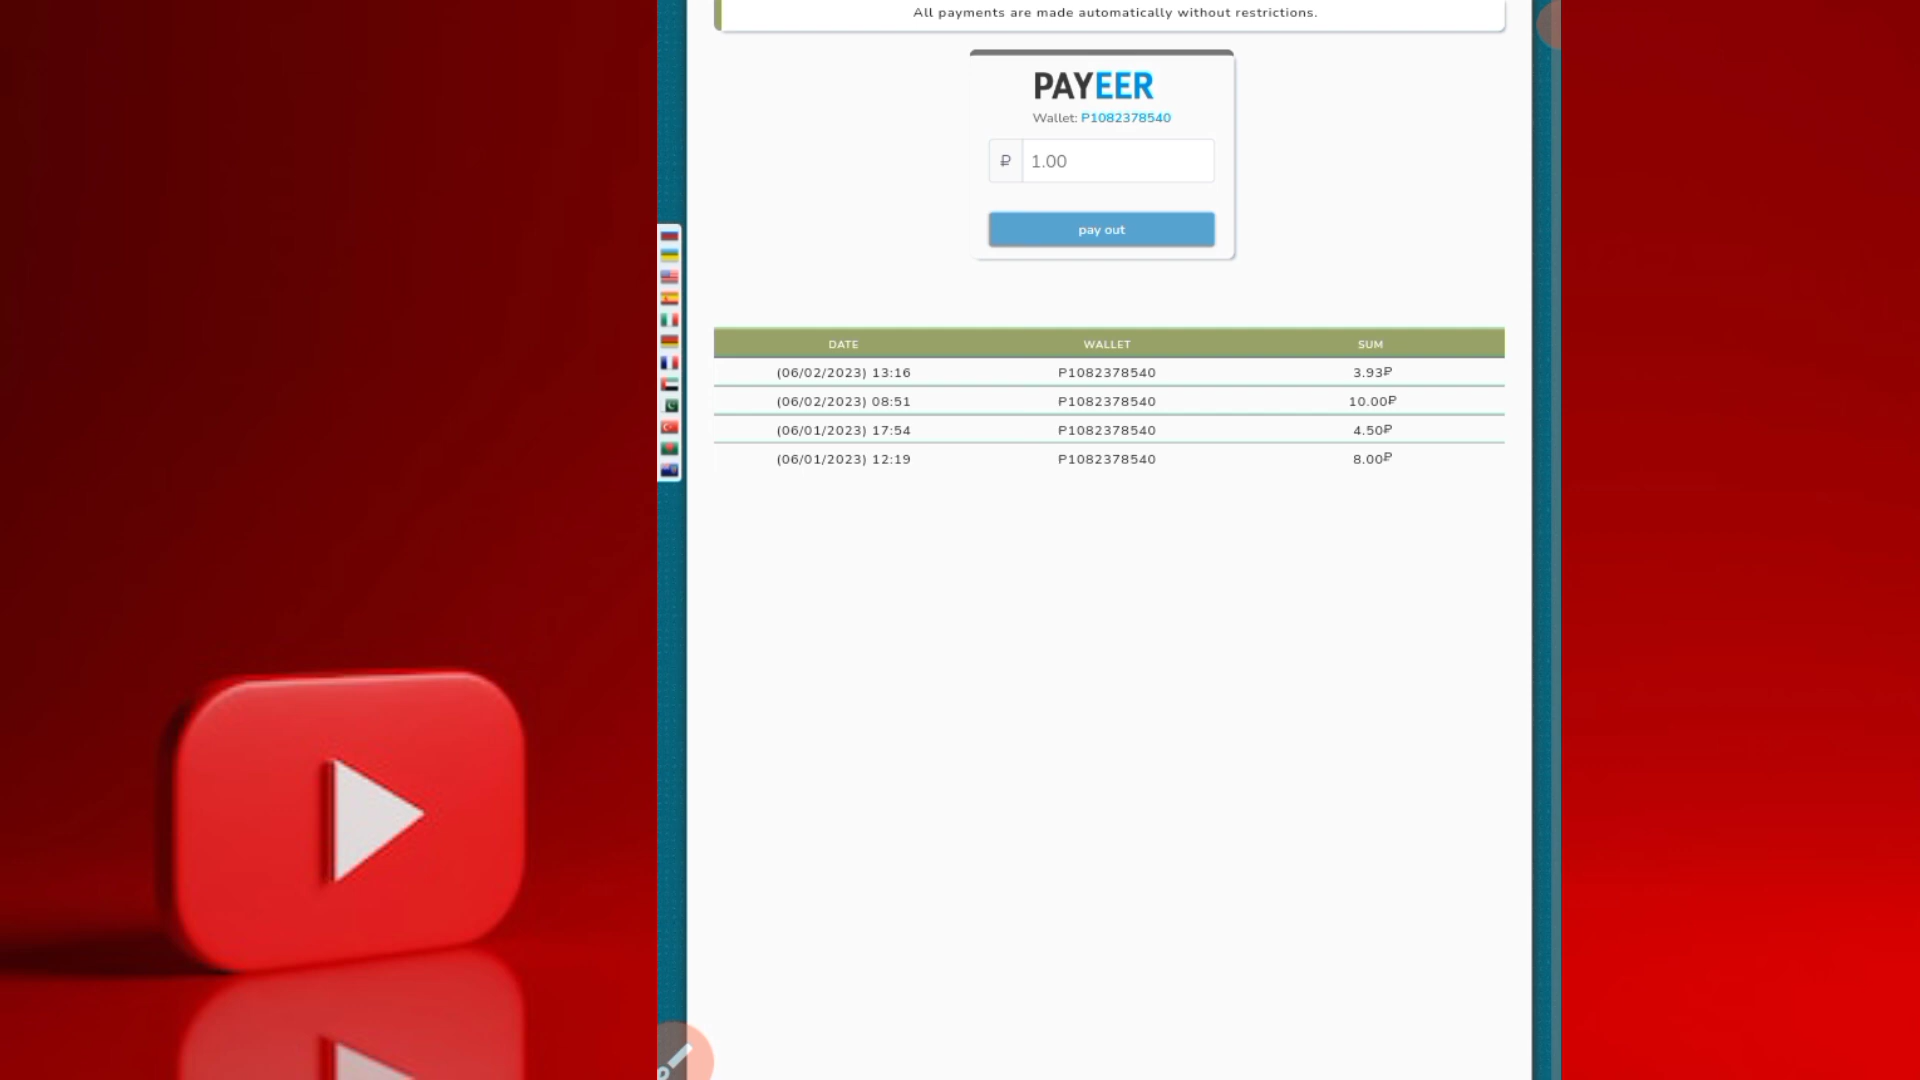 All payments are made automatically without restrictions.
PAYEER
Wallet: P1082378540
₽ 1.00
pay out
DATE WALLET SUM
(06/02/2023) 13:16 P1082378540 3.93₽
(06/02/2023) 08:51 P1082378540 10.00₽
(06/01/2023) 17:54 P1082378540 4.50₽
(06/01/2023) 12:19 P1082378540 8.00₽